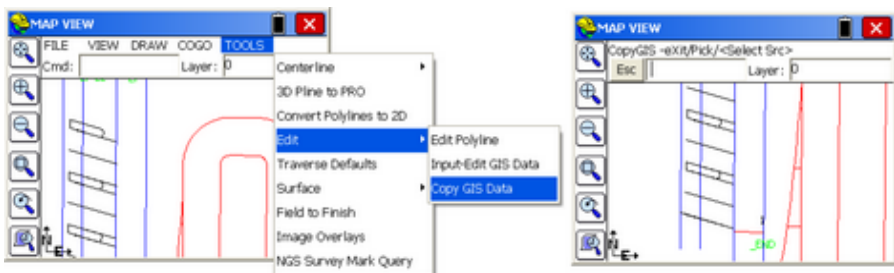 MAP VIEW
FILE VIEW DRAW COGO TOOLS
Cmd: Layer: 0
Centerline
3D Pline to PRO
Convert Polylines to 2D
Edit
Traverse Defaults
Surface
Field to Finish
Image Overlays
NGS Survey Mark Query
Edit Polyline
Input-Edit GIS Data
Copy GIS Data
N
E
MAP VIEW
CopyGIS -eXit/Pick/<Select Src>
Esc Layer: 0
_END
N
E